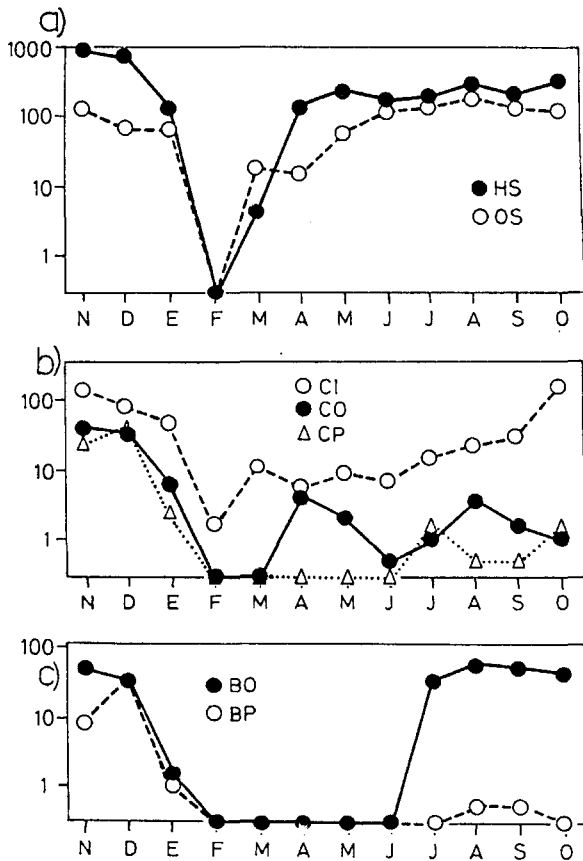 a)
1000
100
10
1
HS
OS
N D E F M A M J J A S O
b)
100
10
1
CI
CO
CP
N D E F M A M J J A S O
c)
100
10
1
BO
BP
N D E F M A M J J A S O